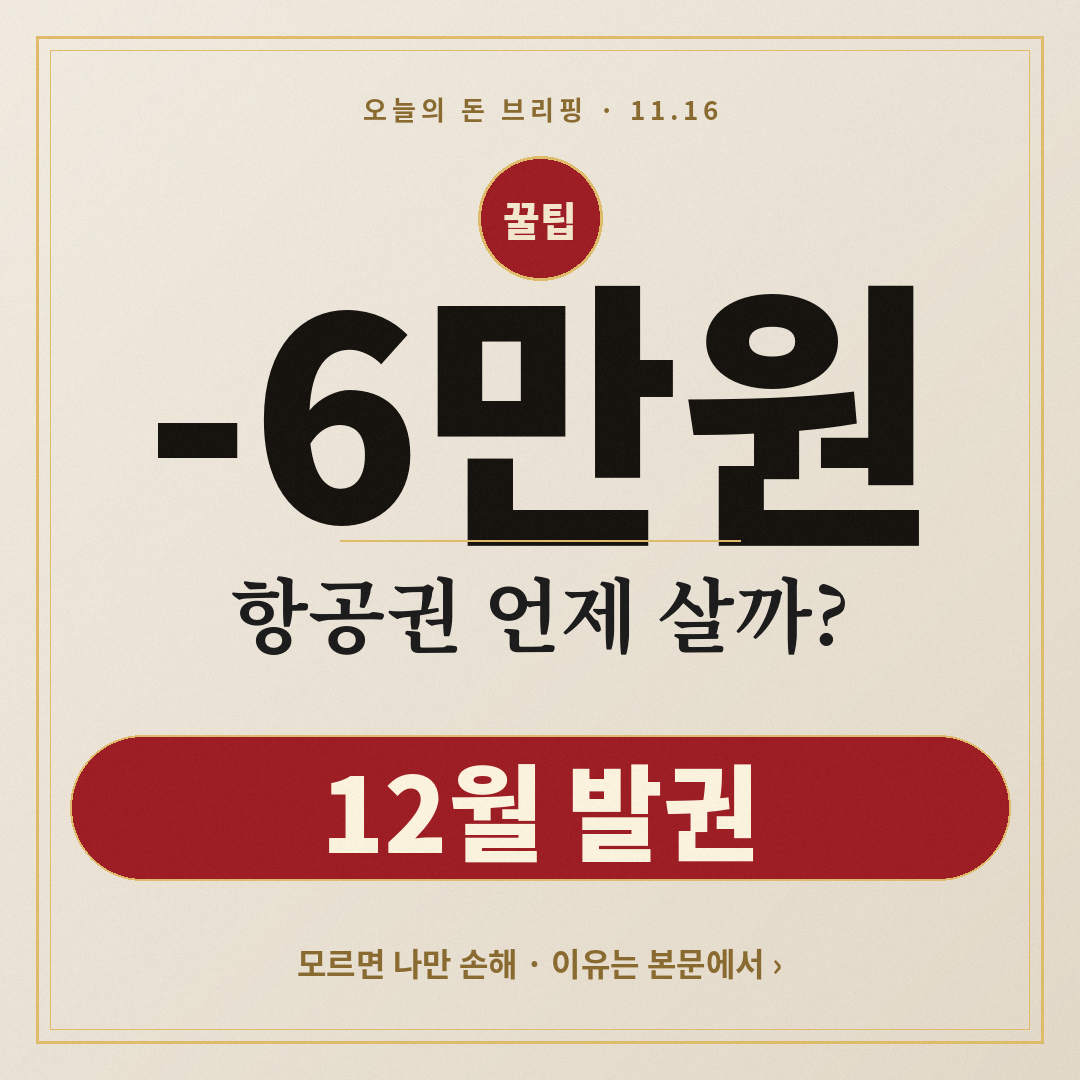 오늘의 돈 브리핑 · 11.16
꿀팁
-6만원
항공권 언제 살까?
12월 발권
모르면 나만 손해 · 이유는 본문에서 ›